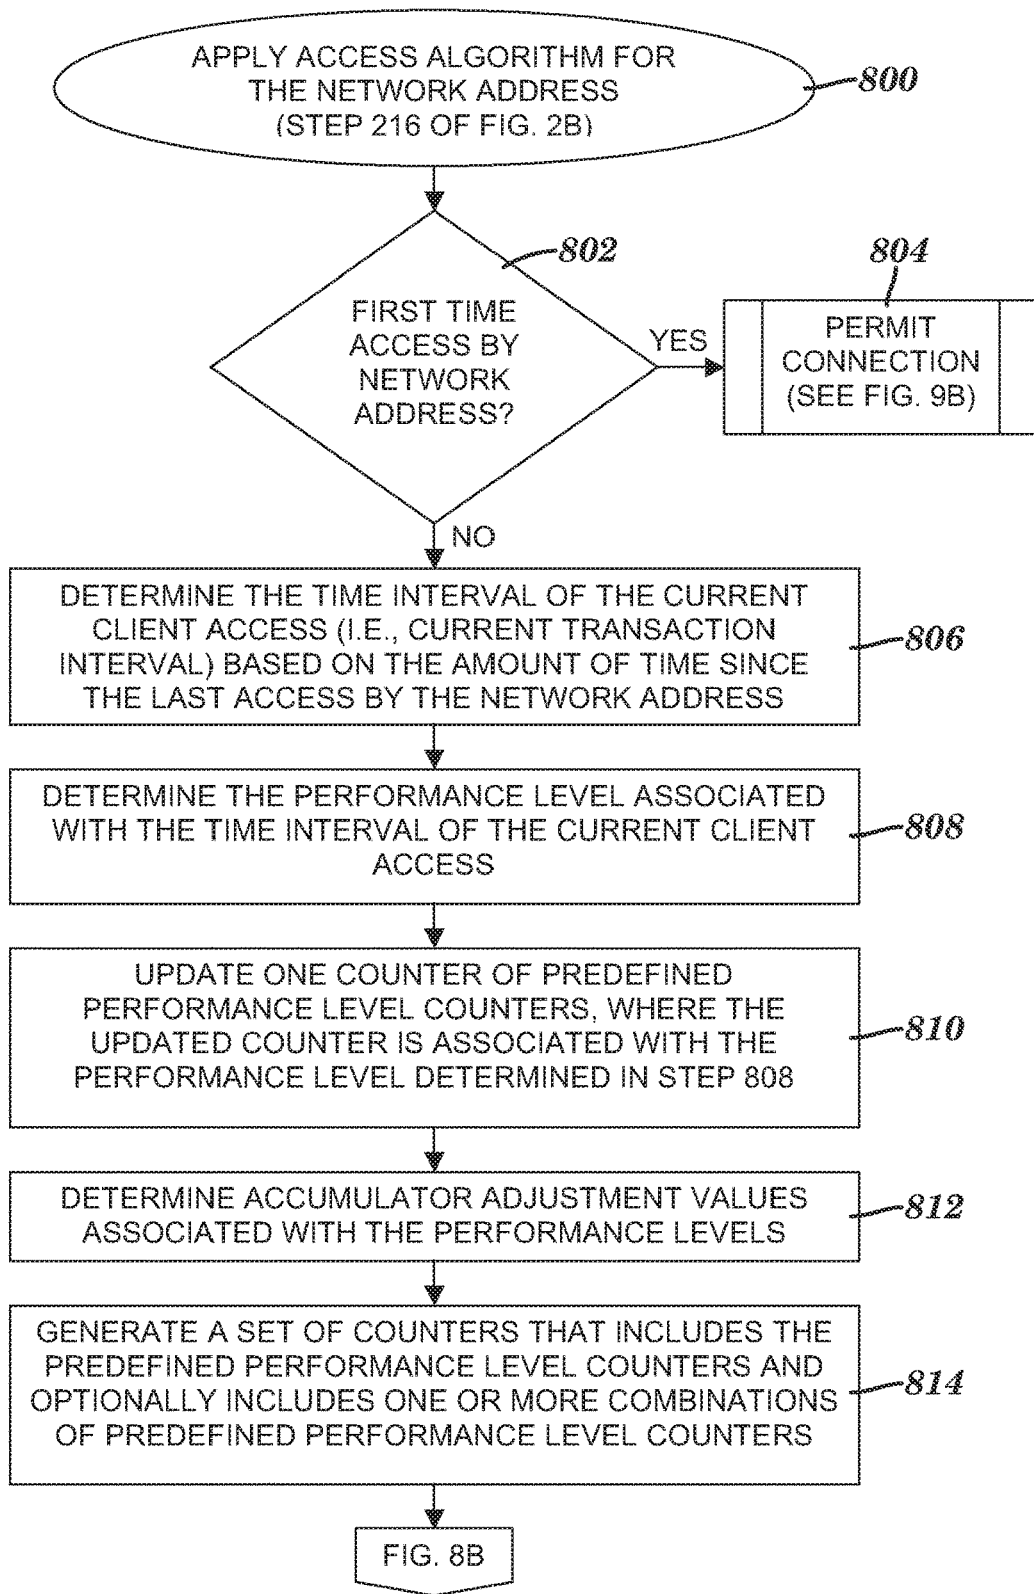 APPLY ACCESS ALGORITHM FOR
THE NETWORK ADDRESS
(STEP 216 OF FIG. 2B)
800
802
FIRST TIME
ACCESS BY
NETWORK
ADDRESS?
YES
804
PERMIT
CONNECTION
(SEE FIG. 9B)
NO
DETERMINE THE TIME INTERVAL OF THE CURRENT
CLIENT ACCESS (I.E., CURRENT TRANSACTION
INTERVAL) BASED ON THE AMOUNT OF TIME SINCE
THE LAST ACCESS BY THE NETWORK ADDRESS
806
DETERMINE THE PERFORMANCE LEVEL ASSOCIATED
WITH THE TIME INTERVAL OF THE CURRENT CLIENT
ACCESS
808
UPDATE ONE COUNTER OF PREDEFINED
PERFORMANCE LEVEL COUNTERS, WHERE THE
UPDATED COUNTER IS ASSOCIATED WITH THE
PERFORMANCE LEVEL DETERMINED IN STEP 808
810
DETERMINE ACCUMULATOR ADJUSTMENT VALUES
ASSOCIATED WITH THE PERFORMANCE LEVELS
812
GENERATE A SET OF COUNTERS THAT INCLUDES THE
PREDEFINED PERFORMANCE LEVEL COUNTERS AND
OPTIONALLY INCLUDES ONE OR MORE COMBINATIONS
OF PREDEFINED PERFORMANCE LEVEL COUNTERS
814
FIG. 8B